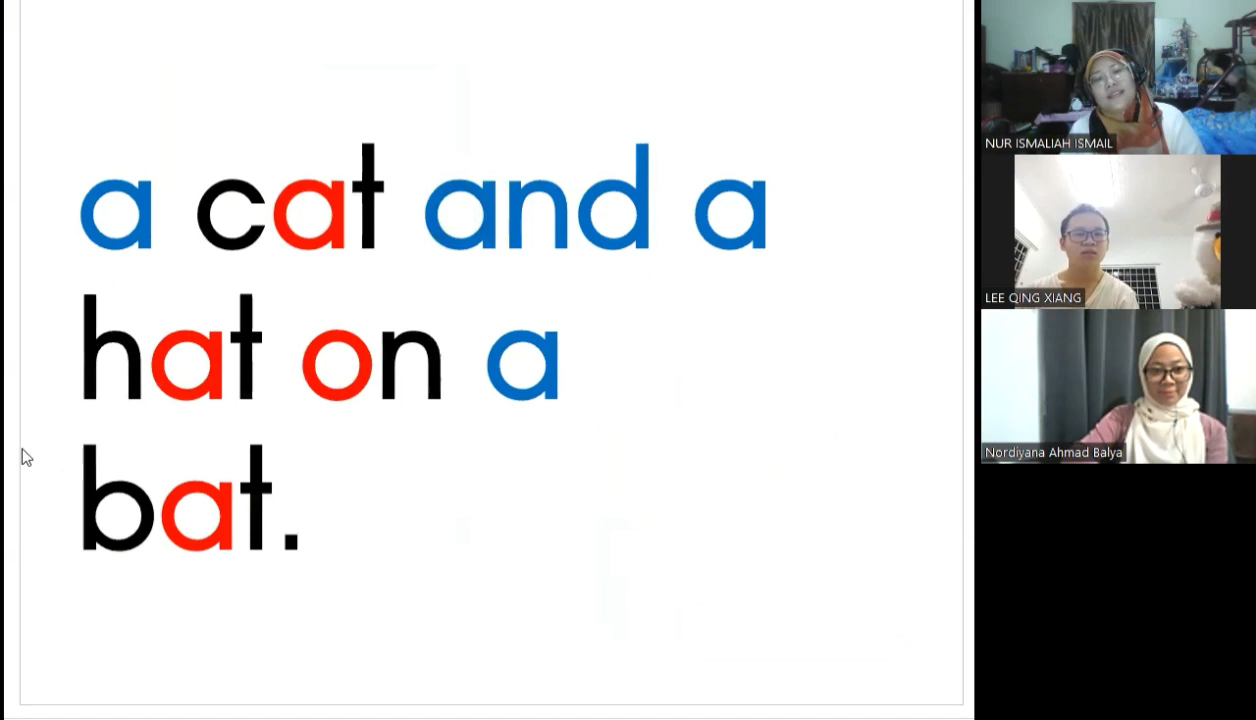 a cat and a
hat on a
bat.
NUR ISMALIAH ISMAIL
LEE QING XIANG
Nordiyana Ahmad Balya